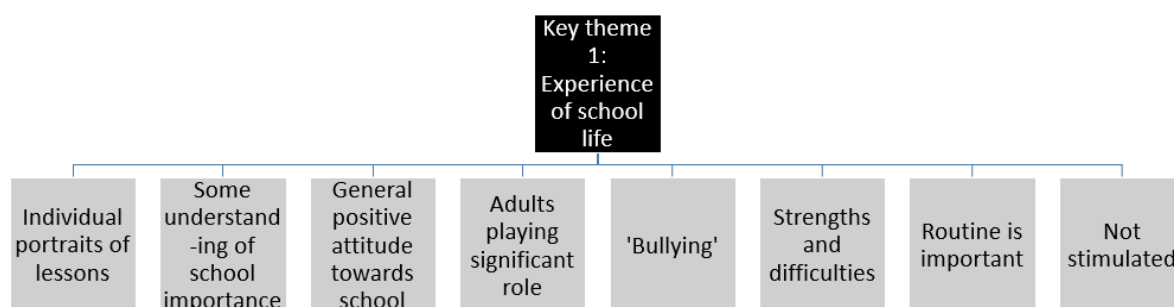 Key theme
1:
Experience
of school
life
Individual
portraits of
lessons
Some
understand
-ing of
school
importance
General
positive
attitude
towards
school
Adults
playing
significant
role
'Bullying'
Strengths
and
difficulties
Routine is
important
Not
stimulated